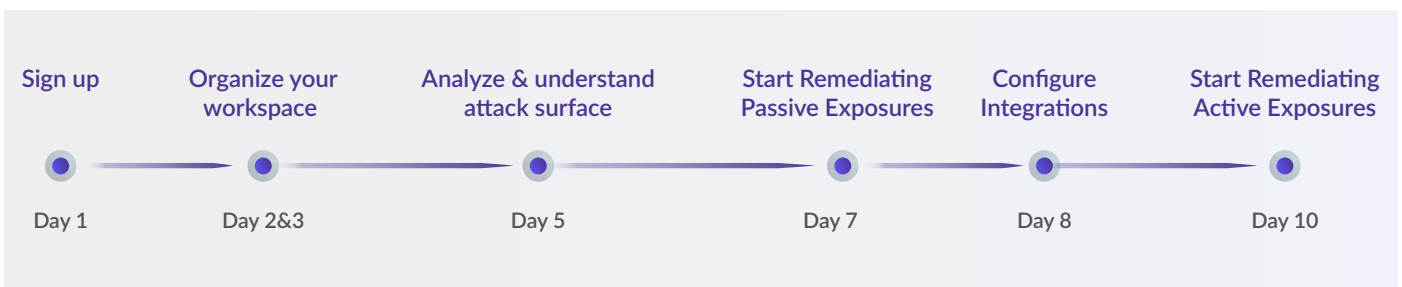 Sign up
Organize your
workspace
Analyze & understand
attack surface
Start Remediating
Passive Exposures
Configure
Integrations
Start Remediating
Active Exposures
Day 1
Day 2&3
Day 5
Day 7
Day 8
Day 10